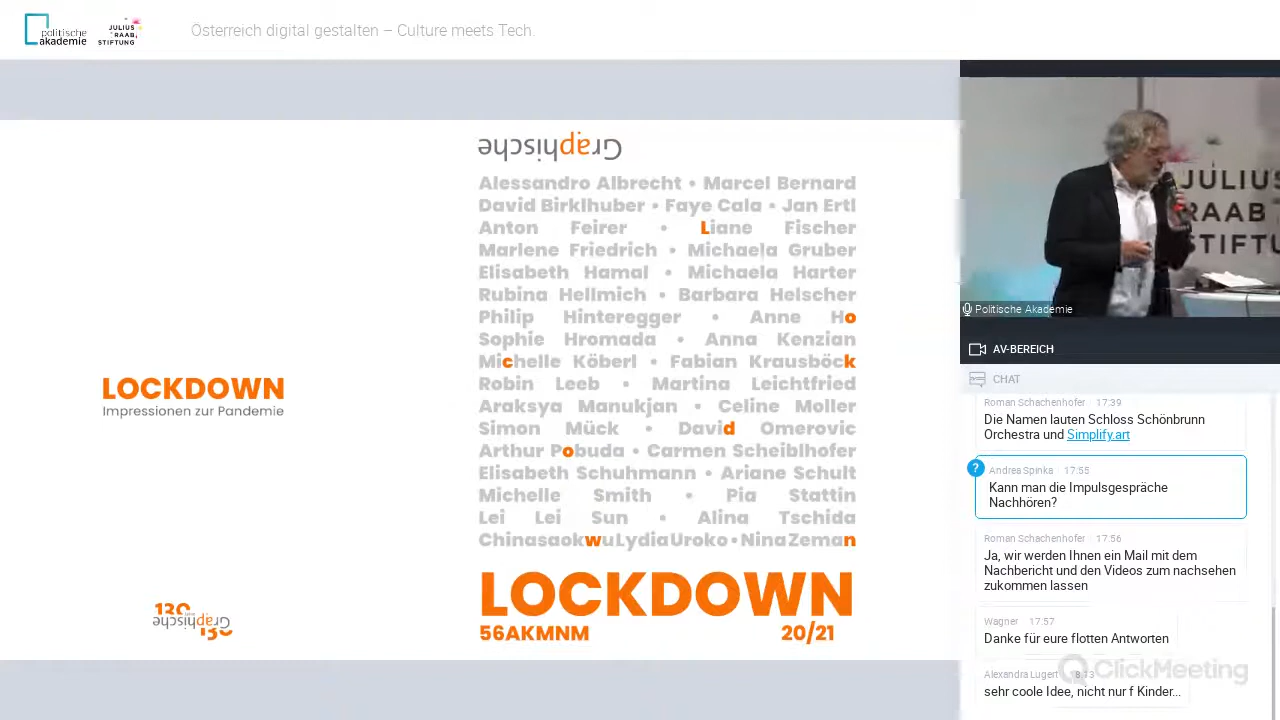 politische
akademie
JULIUS
RAAB
STIFTUNG
Österreich digital gestalten – Culture meets Tech.
LOCKDOWN
Impressionen zur Pandemie
130
Graphische
130
Graphische
Alessandro Albrecht • Marcel Bernard
David Birklhuber • Faye Cala • Jan Ertl
Anton Feirer • Liane Fischer
Marlene Friedrich • Michaela Gruber
Elisabeth Hamal • Michaela Harter
Rubina Hellmich • Barbara Helscher
Philip Hinteregger • Anne Ho
Sophie Hromada • Anna Kenzian
Michelle Köberl • Fabian Krausböck
Robin Leeb • Martina Leichtfried
Araksya Manukjan • Celine Moller
Simon Mück • David Omerovic
Arthur Pobuda • Carmen Scheiblhofer
Elisabeth Schuhmann • Ariane Schult
Michelle Smith • Pia Stattin
Lei Lei Sun • Alina Tschida
Chinasaokwu Lydia Uroko • Nina Zeman
LOCKDOWN
56AKMNM 20/21
JULIUS
RAAB
STIFTU
Politische Akademie
AV-BEREICH
CHAT
Roman Schachenhofer 17:39
Die Namen lauten Schloss Schönbrunn
Orchestra und Simplify.art
?
Andrea Spinka 17:55
Kann man die Impulsgespräche
Nachhören?
Roman Schachenhofer 17:56
Ja, wir werden Ihnen ein Mail mit dem
Nachbericht und den Videos zum nachsehen
zukommen lassen
Wagner 17:57
Danke für eure flotten Antworten
Alexandra Lugert
ClickMeeting
sehr coole Idee, nicht nur f Kinder...